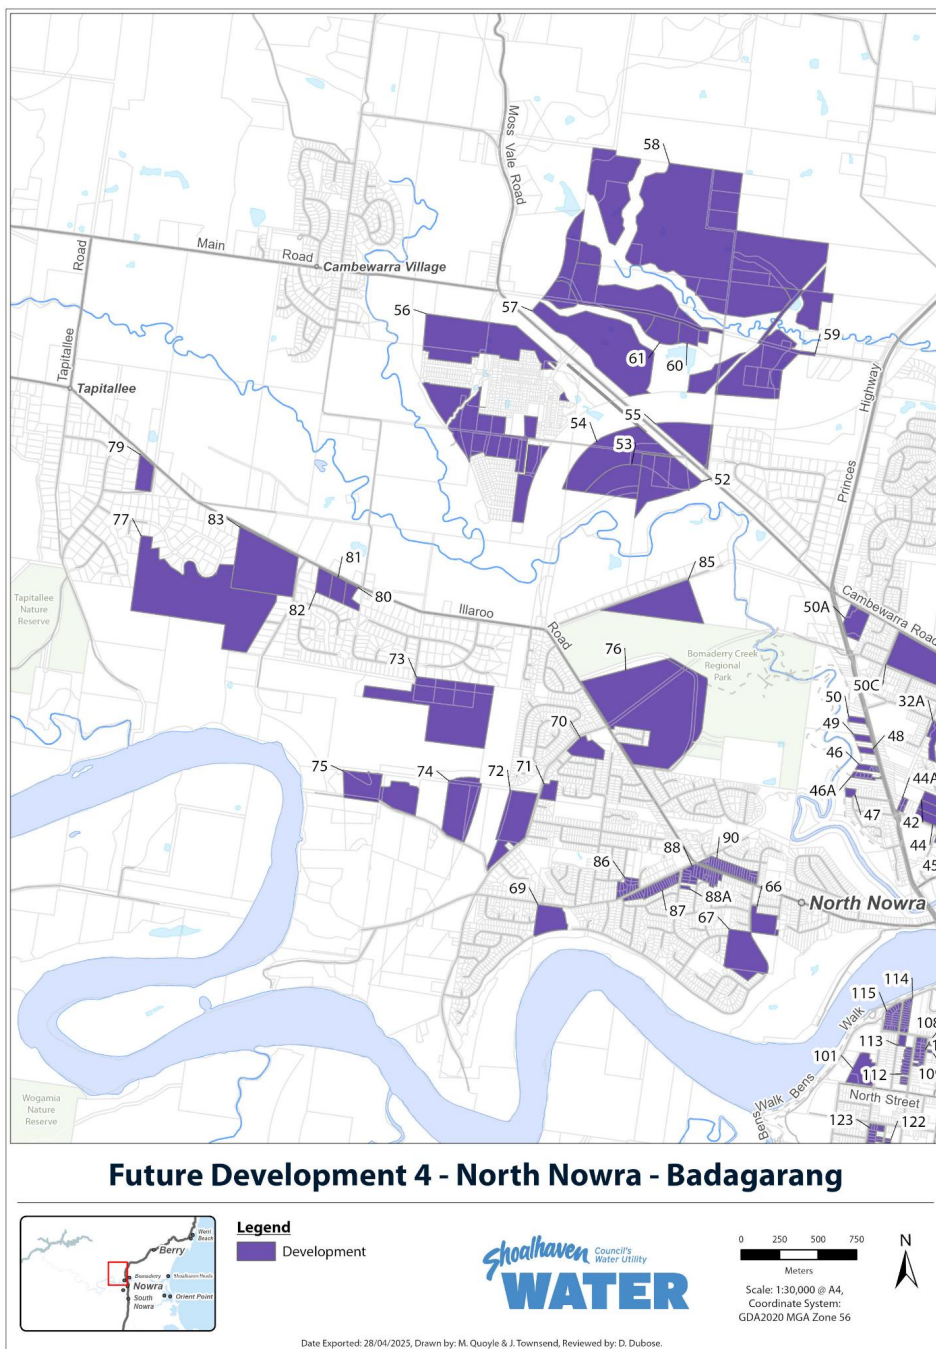 58
Moss Vale Road
Road
Main
Road
Cambewarra Village
57
56
59
61
60
Tapitallee
Tapitallee
Highway
55
54
53
79
52
Princes
77
83
81
85
80
82
Illaroo
Tapitallee
Nature
Reserve
50A
Cambewarra Road
Road
76
Bomaderry Creek
Regional
Park
73
50C
50
32A
49
48
70
46
75
74
72
71
44A
46A
47
42
44
45
88
90
86
66
69
88A
87
67
North Nowra
114
115
Walk
108
113
101
112
109
Wogamia
Nature
Reserve
Bens
Walk
North Street
Bens
123
122
Future Development 4 - North Nowra - Badagarang
Werri
Beach
Berry
Bomaderry
Shoalhaven Heads
Nowra
South
Nowra
Orient Point
Legend
Development
Shoalhaven Council's
Water Utility
WATER
0 250 500 750
Meters
Scale: 1:30,000 @ A4,
Coordinate System:
GDA2020 MGA Zone 56
N
Date Exported: 28/04/2025, Drawn by: M. Quoyle & J. Townsend, Reviewed by: D. Dubose.